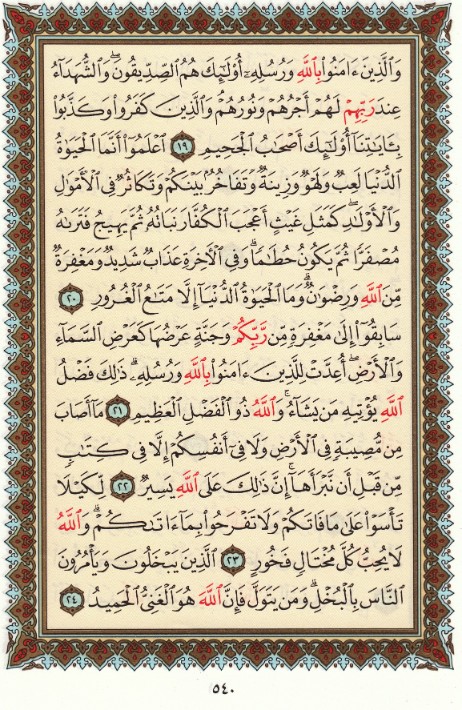 وَالَّذِينَ ءَامَنُوا۟ بِٱللَّهِ وَرُسُلِهِۦٓ أُو۟لَٰٓئِكَ هُمُ ٱلصِّدِّيقُونَ ۖ وَٱلشُّهَدَآءُ
عِندَ رَبِّهِمْ لَهُمْ أَجْرُهُمْ وَنُورُهُمْ ۖ وَٱلَّذِينَ كَفَرُوا۟ وَكَذَّبُوا۟
بِـَٔايَٰتِنَآ أُو۟لَٰٓئِكَ أَصْحَٰبُ ٱلْجَحِيمِ ١٩ ٱعْلَمُوٓا۟ أَنَّمَا ٱلْحَيَوٰةُ
ٱلدُّنْيَا لَعِبٌ وَلَهْوٌ وَزِينَةٌ وَتَفَاخُرٌۢ بَيْنَكُمْ وَتَكَاثُرٌ فِى ٱلْأَمْوَٰلِ
وَٱلْأَوْلَٰدِ ۖ كَمَثَلِ غَيْثٍ أَعْجَبَ ٱلْكُفَّارَ نَبَاتُهُۥ ثُمَّ يَهِيجُ فَتَرَىٰهُ
مُصْفَرًّا ثُمَّ يَكُونُ حُطَٰمًا ۖ وَفِى ٱلْءَاخِرَةِ عَذَابٌ شَدِيدٌ وَمَغْفِرَةٌ
مِّنَ ٱللَّهِ وَرِضْوَٰنٌ ۚ وَمَا ٱلْحَيَوٰةُ ٱلدُّنْيَآ إِلَّا مَتَٰعُ ٱلْغُرُورِ ٢٠
سَابِقُوٓا۟ إِلَىٰ مَغْفِرَةٍ مِّن رَّبِّكُمْ وَجَنَّةٍ عَرْضُهَا كَعَرْضِ ٱلسَّمَآءِ
وَٱلْأَرْضِ أُعِدَّتْ لِلَّذِينَ ءَامَنُوا۟ بِٱللَّهِ وَرُسُلِهِۦ ۚ ذَٰلِكَ فَضْلُ
ٱللَّهِ يُؤْتِيهِ مَن يَشَآءُ ۚ وَٱللَّهُ ذُو ٱلْفَضْلِ ٱلْعَظِيمِ ٢١ مَآ أَصَابَ
مِن مُّصِيبَةٍ فِى ٱلْأَرْضِ وَلَا فِىٓ أَنفُسِكُمْ إِلَّا فِى كِتَٰبٍ
مِّن قَبْلِ أَن نَّبْرَأَهَآ ۚ إِنَّ ذَٰلِكَ عَلَى ٱللَّهِ يَسِيرٌ ٢٢ لِّكَيْلَا
تَأْسَوْا۟ عَلَىٰ مَا فَاتَكُمْ وَلَا تَفْرَحُوا۟ بِمَآ ءَاتَىٰكُمْ ۗ وَٱللَّهُ
لَا يُحِبُّ كُلَّ مُخْتَالٍ فَخُورٍ ٢٣ ٱلَّذِينَ يَبْخَلُونَ وَيَأْمُرُونَ
ٱلنَّاسَ بِٱلْبُخْلِ ۗ وَمَن يَتَوَلَّ فَإِنَّ ٱللَّهَ هُوَ ٱلْغَنِىُّ ٱلْحَمِيدُ ٢٤
٥٤٠